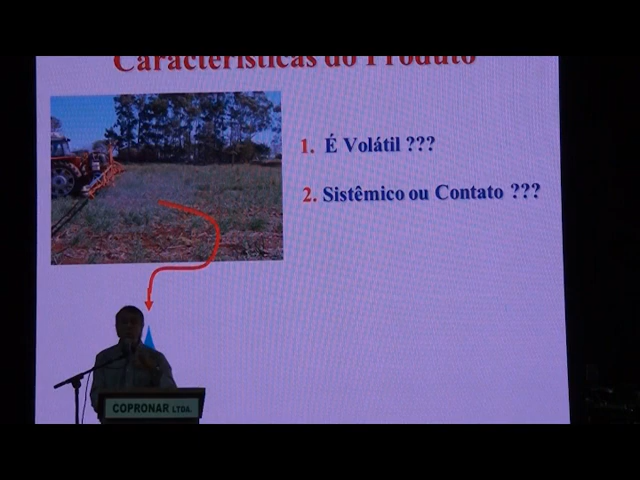 Características do Produto
1. É Volátil ???
2. Sistêmico ou Contato ???
COPRONAR LTDA.